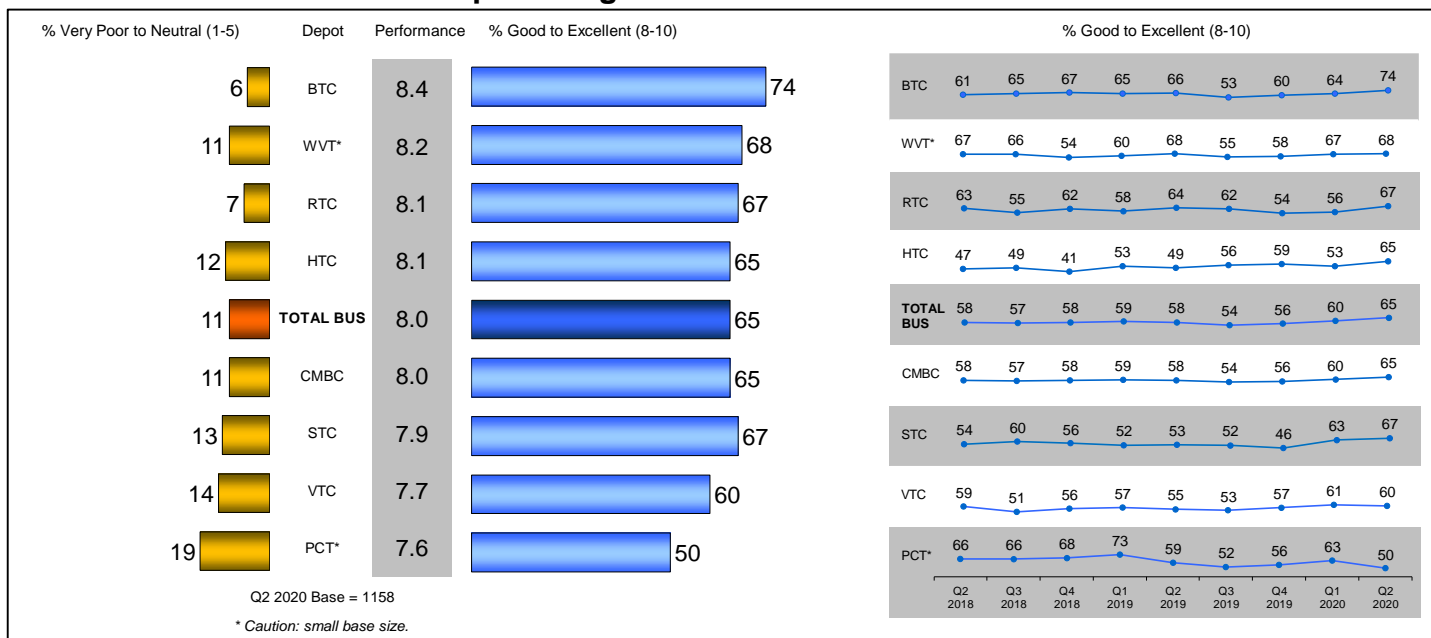 % Very Poor to Neutral (1-5) Depot Performance % Good to Excellent (8-10)
6 BTC 8.4 74
11 WVT* 8.2 68
7 RTC 8.1 67
12 HTC 8.1 65
11 TOTAL BUS 8.0 65
11 CMBC 8.0 65
13 STC 7.9 67
14 VTC 7.7 60
19 PCT* 7.6 50
Q2 2020 Base = 1158
* Caution: small base size.
% Good to Excellent (8-10)
BTC 61 65 67 65 66 53 60 64 74
WVT* 67 66 54 60 68 55 58 67 68
RTC 63 55 62 58 64 62 54 56 67
HTC 47 49 41 53 49 56 59 53 65
TOTAL BUS 58 57 58 59 58 54 56 60 65
CMBC 58 57 58 59 58 54 56 60 65
STC 54 60 56 52 53 52 46 63 67
VTC 59 51 56 57 55 53 57 61 60
PCT* 66 66 68 73 59 52 56 63 50
Q2 Q3 Q4 Q1 Q2 Q3 Q4 Q1 Q2
2018 2018 2018 2019 2019 2019 2019 2020 2020